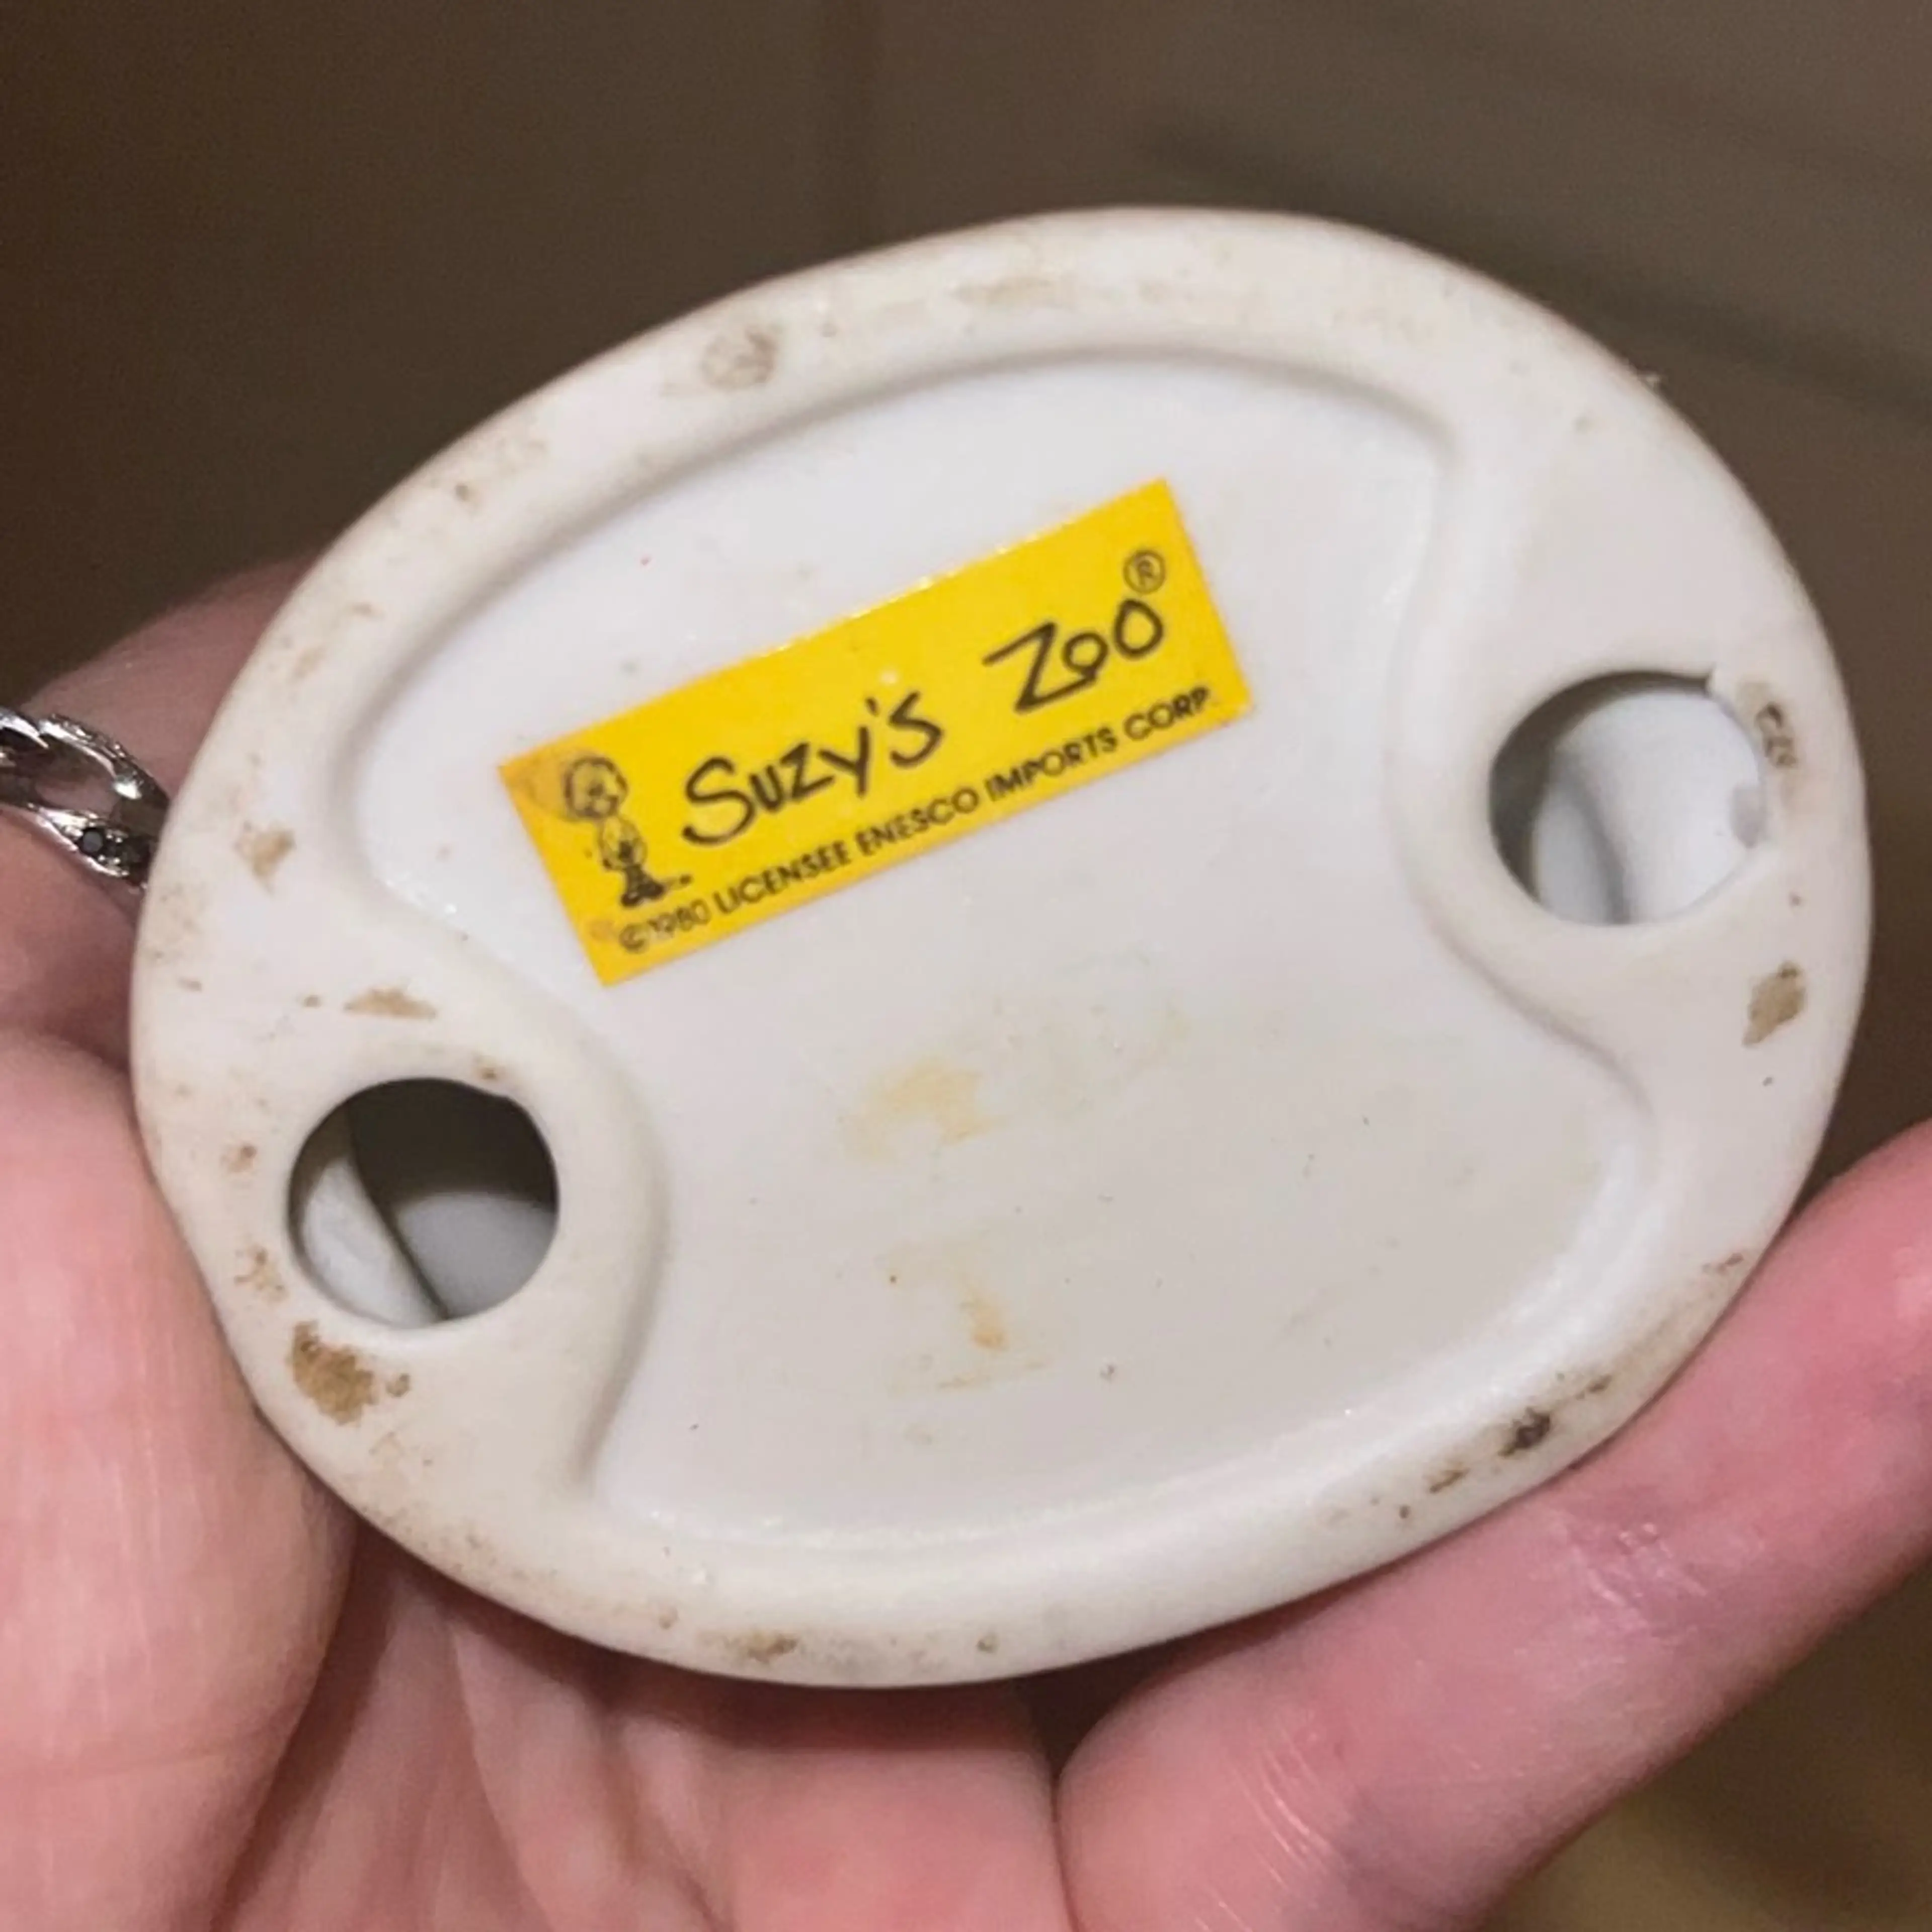 Suzy's Zoo®
©1980 LICENSEE ENESCO IMPORTS CORP.